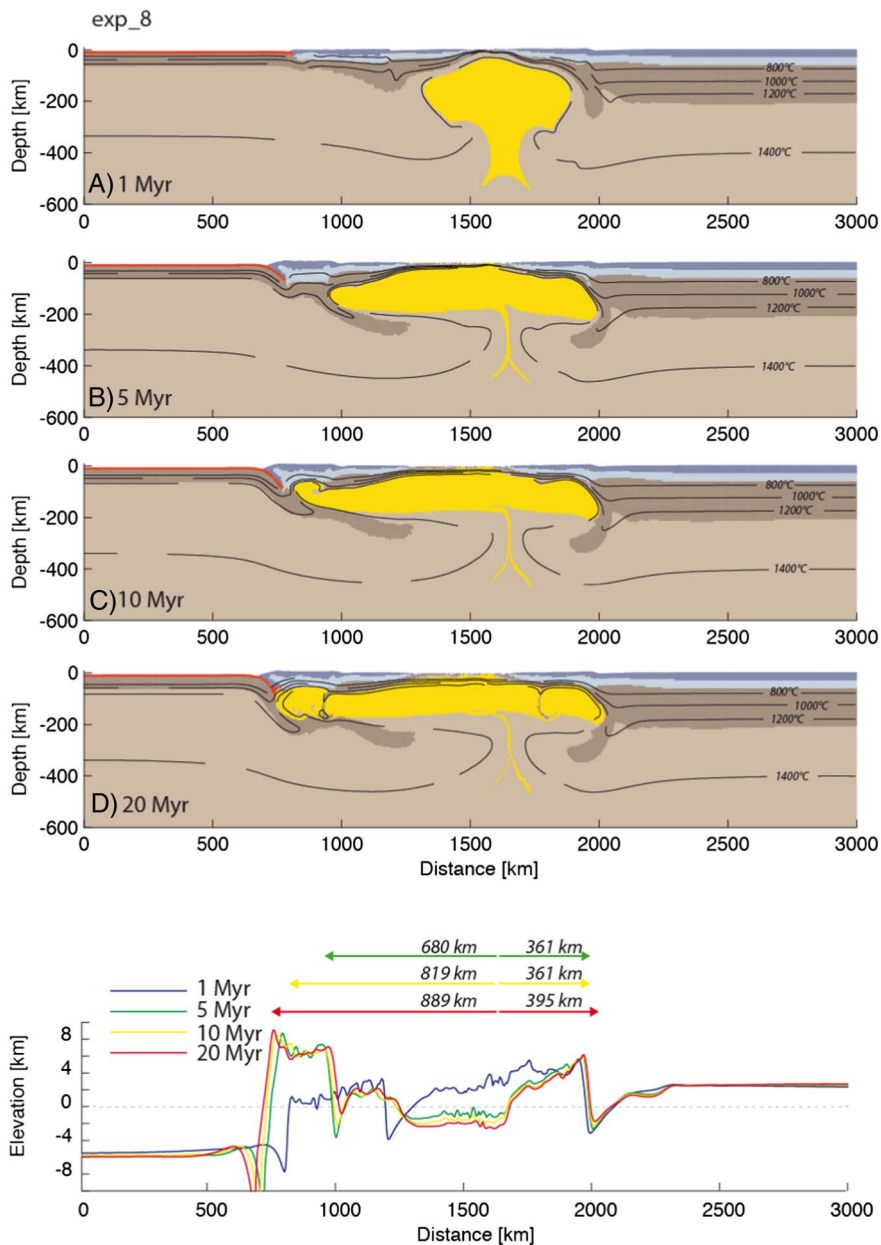 exp_8
0
-200
-400
-600
Depth [km]
800°C
1000°C
1200°C
1400°C
A) 1 Myr
0 500 1000 1500 2000 2500 3000
0
-200
-400
-600
Depth [km]
800°C
1000°C
1200°C
1400°C
B) 5 Myr
0 500 1000 1500 2000 2500 3000
0
-200
-400
-600
Depth [km]
800°C
1000°C
1200°C
1400°C
C) 10 Myr
0 500 1000 1500 2000 2500 3000
0
-200
-400
-600
Depth [km]
800°C
1000°C
1200°C
1400°C
D) 20 Myr
0 500 1000 1500 2000 2500 3000
Distance [km]
680 km 361 km
819 km 361 km
889 km 395 km
1 Myr
5 Myr
10 Myr
20 Myr
8
4
0
-4
-8
Elevation [km]
0 500 1000 1500 2000 2500 3000
Distance [km]